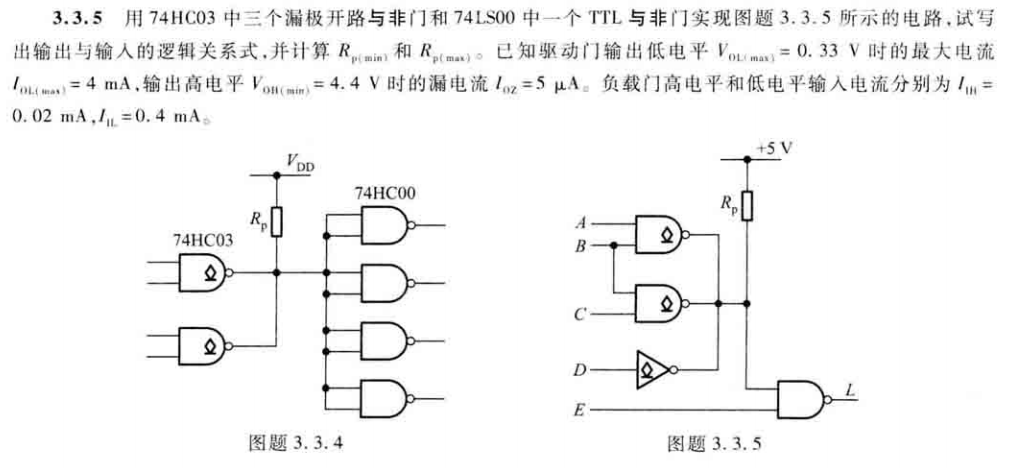 3.3.5 用 74HC03 中三个漏极开路与非门和 74LS00 中一个 TTL 与非门实现图题 3.3.5 所示的电路,试写
出输出与输入的逻辑关系式,并计算 Rp(min) 和 Rp(max)。已知驱动门输出低电平 VOL(max) = 0.33 V 时的最大电流
IOL(max) = 4 mA,输出高电平 VOH(min) = 4.4 V 时的漏电流 IOZ = 5 μA。负载门高电平和低电平输入电流分别为 IIH =
0.02 mA,IIL = 0.4 mA。
VDD
Rp
74HC03
74HC00
图题 3.3.4
+5 V
Rp
A
B
C
D
E
L
图题 3.3.5